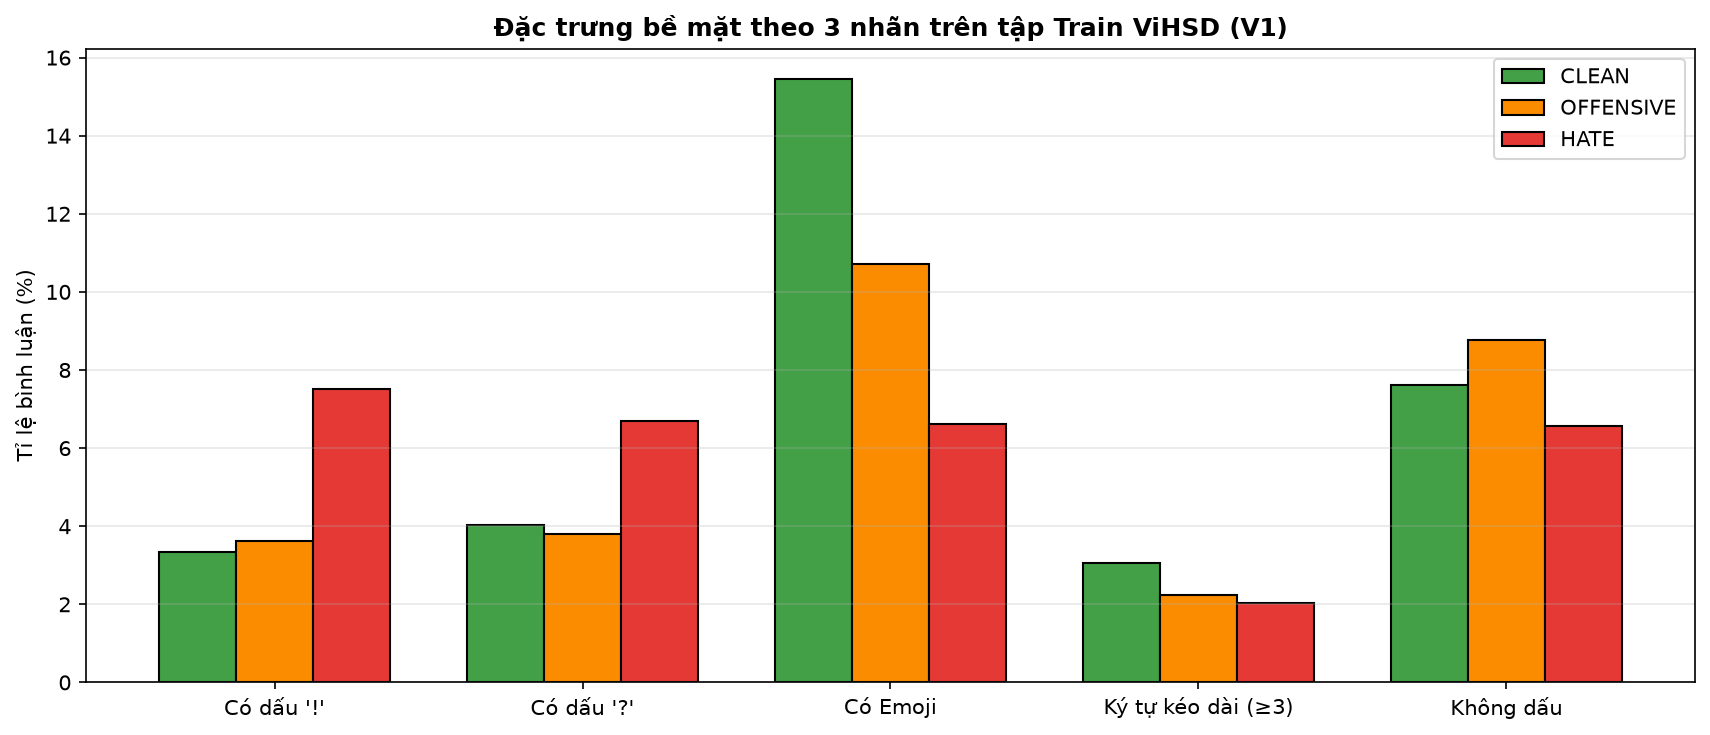 Đặc trưng bề mặt theo 3 nhãn trên tập Train ViHSD (V1)
CLEAN
OFFENSIVE
HATE
Tỉ lệ bình luận (%)
16
14
12
10
8
6
4
2
0
Có dấu '!'
Có dấu '?'
Có Emoji
Ký tự kéo dài (≥3)
Không dấu